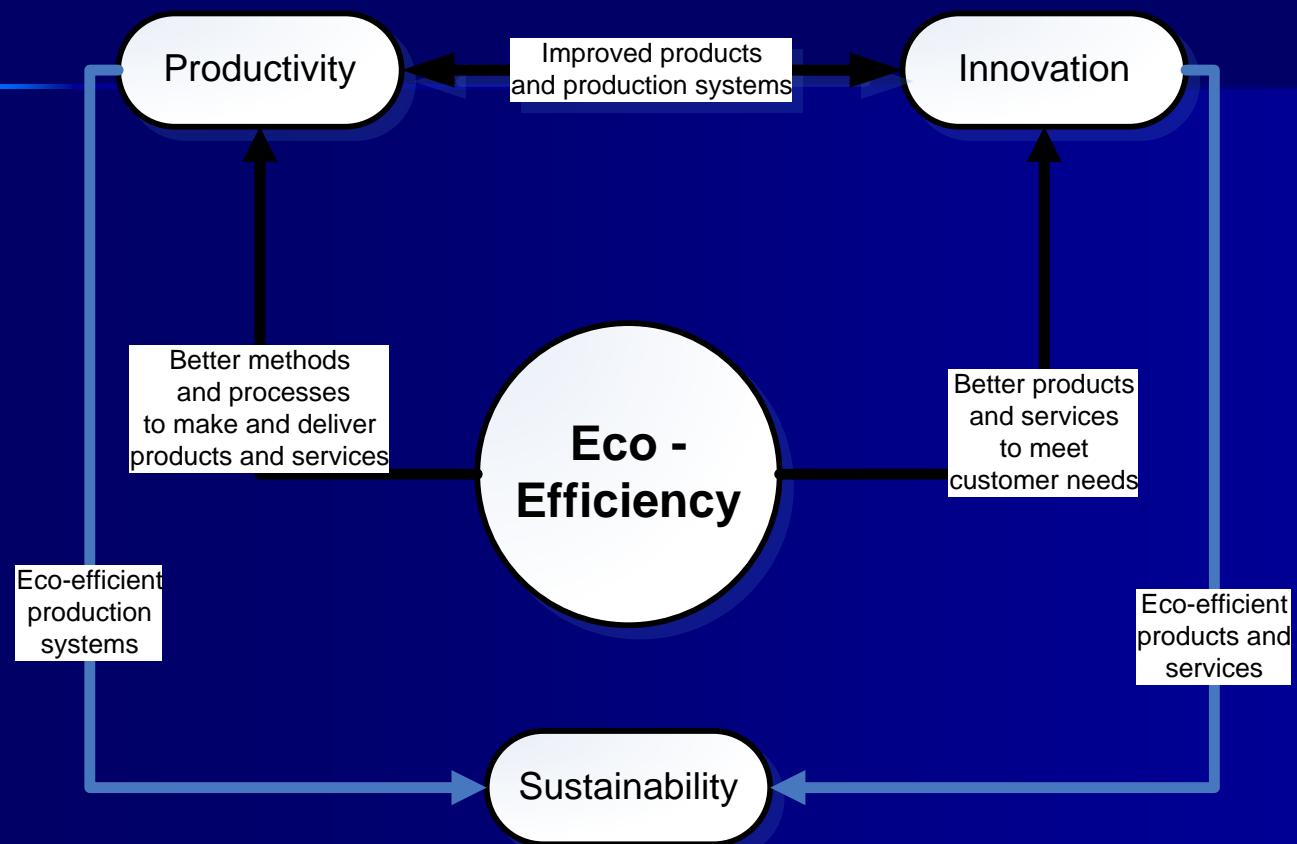 Productivity
Improved products
and production systems
Innovation
Better methods
and processes
to make and deliver
products and services
Eco -
Efficiency
Better products
and services
to meet
customer needs
Eco-efficient
production
systems
Eco-efficient
products and
services
Sustainability